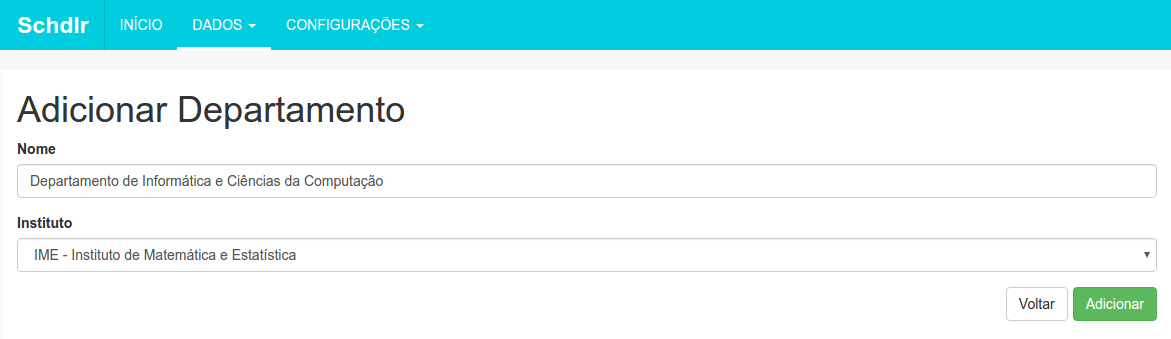 Schdlr INÍCIO DADOS CONFIGURAÇÕES
Adicionar Departamento
Nome
Departamento de Informática e Ciências da Computação
Instituto
IME - Instituto de Matemática e Estatística
Voltar Adicionar